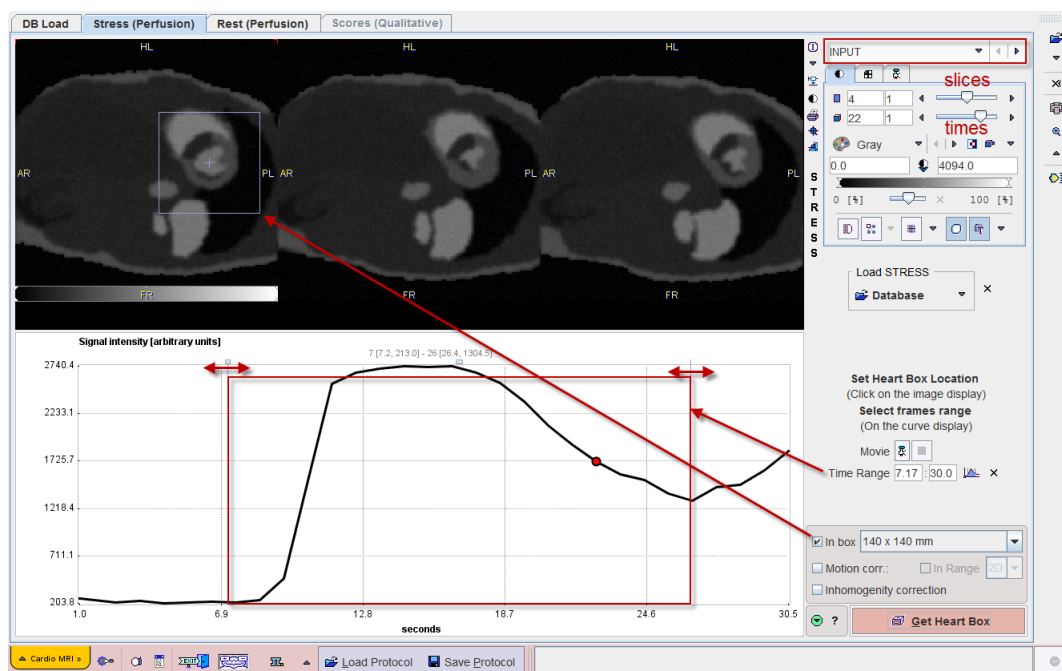 DB Load Stress (Perfusion) Rest (Perfusion) Scores (Qualitative)
HL HL HL
AR PL AR PL AR PL
FR FR FR
INPUT
slices
4 1
22 1
times
Gray
0.0 4094.0
0 [%] 100 [%]
S
T
R
E
S
S
Load STRESS
Database
Signal intensity [arbitrary units]
7 [7.2, 213.0] - 26 [26.4, 1304.5]
2740.4
2233.1
1725.7
1218.4
711.1
203.8
1.0 6.9 12.8 18.7 24.6 30.5
seconds
Set Heart Box Location
(Click on the image display)
Select frames range
(On the curve display)
Movie
Time Range 7.17 : 30.0
In box 140 x 140 mm
Motion corr.: In Range 2D
Inhomogenity correction
? Get Heart Box
Cardio MRI » EXIT Load Protocol Save Protocol